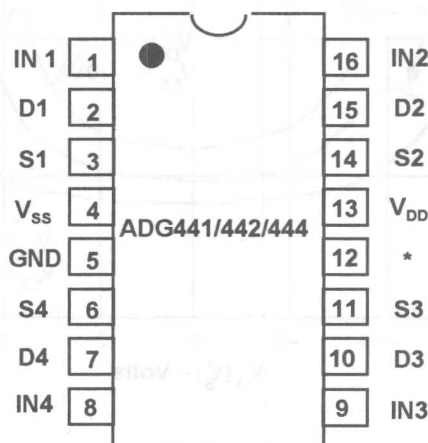 IN 1 1 16 IN2
D1 2 15 D2
S1 3 14 S2
VSS 4 13 VDD
ADG441/442/444
GND 5 12 *
S4 6 11 S3
D4 7 10 D3
IN4 8 9 IN3